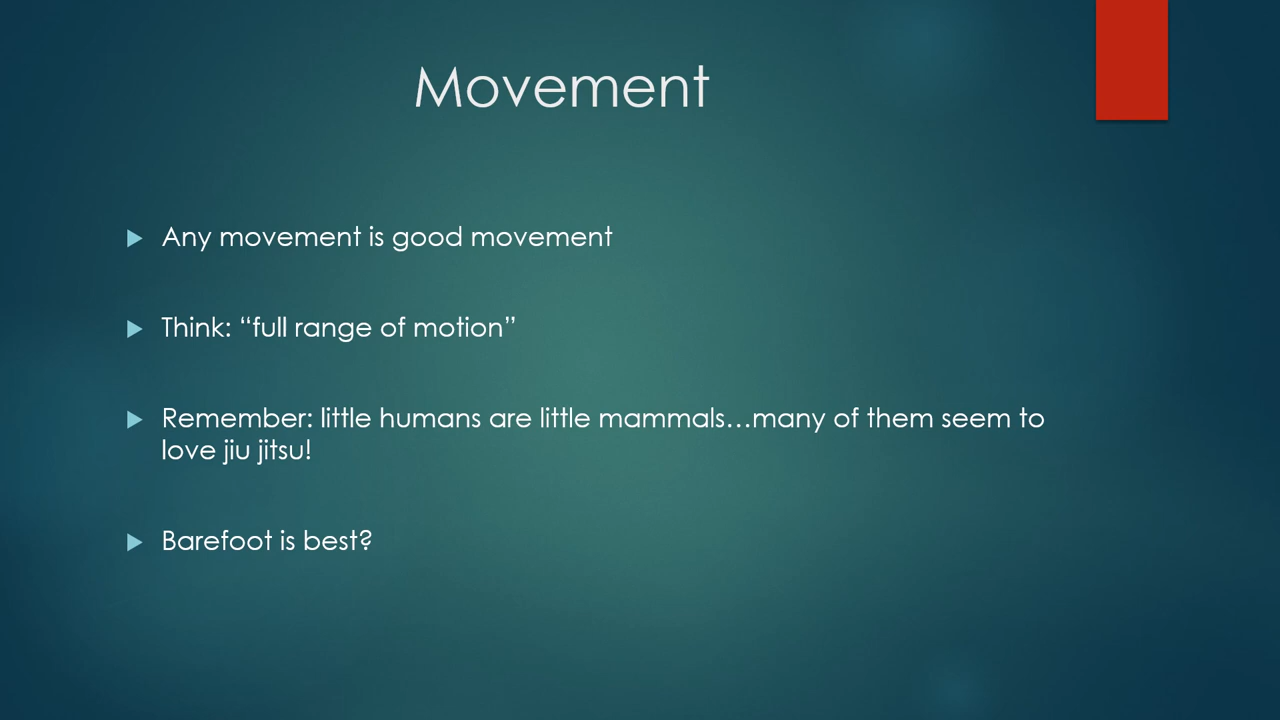 Movement
Any movement is good movement
Think: “full range of motion”
Remember: little humans are little mammals…many of them seem to
love jiu jitsu!
Barefoot is best?